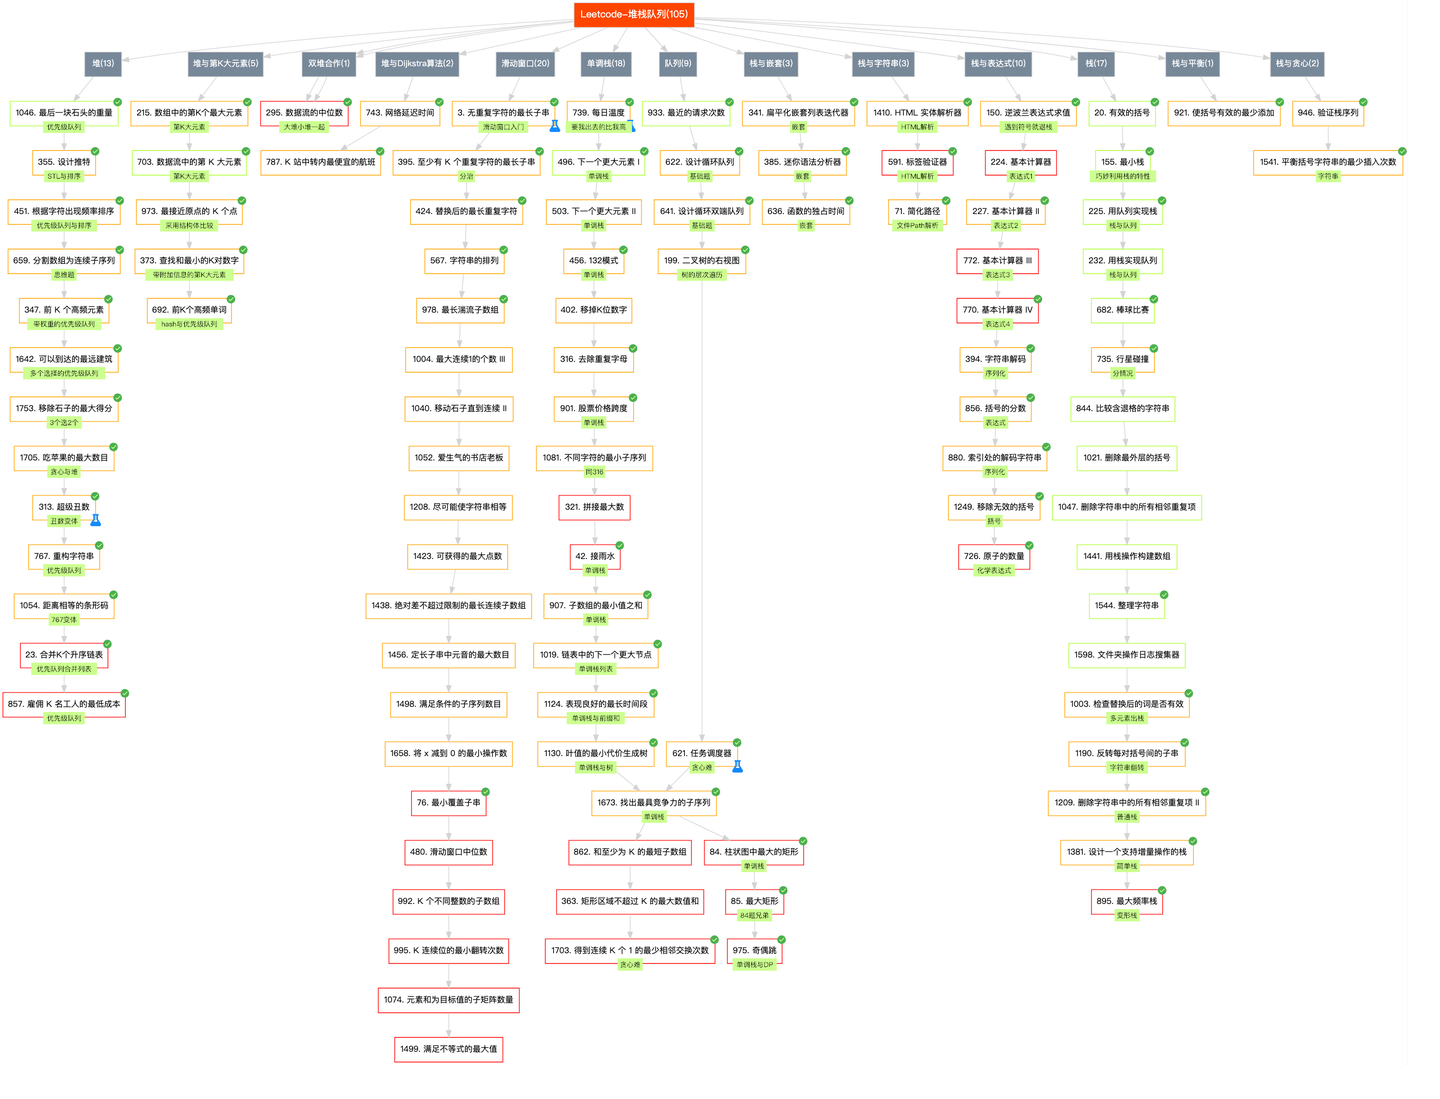 Leetcode-堆栈队列(105)
堆(13)
堆与第K大元素(5)
双堆合作(1)
堆与Dijkstra算法(2)
滑动窗口(20)
单调栈(18)
队列(9)
栈与嵌套(3)
栈与字符串(3)
栈与表达式(10)
栈(17)
栈与平衡(1)
栈与贪心(2)
1046. 最后一块石头的重量
优先级队列
355. 设计推特
STL与排序
451. 根据字符出现频率排序
优先级队列与排序
659. 分割数组为连续子序列
思维题
347. 前 K 个高频元素
带权重的优先级队列
1642. 可以到达的最远建筑
多个选择的优先级队列
1753. 移除石子的最大得分
3个选2个
1705. 吃苹果的最大数目
贪心与堆
313. 超级丑数
丑数变体
767. 重构字符串
优先级队列
1054. 距离相等的条形码
767变体
23. 合并K个升序链表
优先队列合并列表
857. 雇佣 K 名工人的最低成本
优先级队列
215. 数组中的第K个最大元素
第K大元素
703. 数据流中的第 K 大元素
第K大元素
973. 最接近原点的 K 个点
采用结构体比较
373. 查找和最小的K对数字
带附加信息的第K大元素
692. 前K个高频单词
hash与优先级队列
295. 数据流的中位数
大堆小堆一起
743. 网络延迟时间
787. K 站中转内最便宜的航班
3. 无重复字符的最长子串
滑动窗口入门
395. 至少有 K 个重复字符的最长子串
分治
424. 替换后的最长重复字符
567. 字符串的排列
978. 最长湍流子数组
1004. 最大连续1的个数 III
1040. 移动石子直到连续 II
1052. 爱生气的书店老板
1208. 尽可能使字符串相等
1423. 可获得的最大点数
1438. 绝对差不超过限制的最长连续子数组
1456. 定长子串中元音的最大数目
1498. 满足条件的子序列数目
1658. 将 x 减到 0 的最小操作数
76. 最小覆盖子串
480. 滑动窗口中位数
992. K 个不同整数的子数组
995. K 连续位的最小翻转次数
1074. 元素和为目标值的子矩阵数量
1499. 满足不等式的最大值
739. 每日温度
要我出去的比我高
496. 下一个更大元素 I
单调栈
503. 下一个更大元素 II
单调栈
456. 132模式
单调栈
402. 移掉K位数字
316. 去除重复字母
901. 股票价格跨度
单调栈
1081. 不同字符的最小子序列
同316
321. 拼接最大数
42. 接雨水
单调栈
907. 子数组的最小值之和
单调栈
1019. 链表中的下一个更大节点
单调栈列表
1124. 表现良好的最长时间段
单调栈与前缀和
1130. 叶值的最小代价生成树
单调栈与树
1673. 找出最具竞争力的子序列
单调栈
862. 和至少为 K 的最短子数组
363. 矩形区域不超过 K 的最大数值和
1703. 得到连续 K 个 1 的最少相邻交换次数
贪心难
84. 柱状图中最大的矩形
单调栈
85. 最大矩形
84题兄弟
975. 奇偶跳
单调栈与DP
933. 最近的请求次数
622. 设计循环队列
基础题
641. 设计循环双端队列
基础题
199. 二叉树的右视图
树的层次遍历
621. 任务调度器
贪心难
341. 扁平化嵌套列表迭代器
嵌套
385. 迷你语法分析器
嵌套
636. 函数的独占时间
嵌套
1410. HTML 实体解析器
HTML解析
591. 标签验证器
HTML解析
71. 简化路径
文件Path解析
150. 逆波兰表达式求值
遇到符号就退栈
224. 基本计算器
表达式1
227. 基本计算器 II
表达式2
772. 基本计算器 III
表达式3
770. 基本计算器 IV
表达式4
394. 字符串解码
序列化
856. 括号的分数
表达式
880. 索引处的解码字符串
序列化
1249. 移除无效的括号
括号
726. 原子的数量
化学表达式
20. 有效的括号
155. 最小栈
巧妙利用栈的特性
225. 用队列实现栈
栈与队列
232. 用栈实现队列
栈与队列
682. 棒球比赛
735. 行星碰撞
分情况
844. 比较含退格的字符串
1021. 删除最外层的括号
1047. 删除字符串中的所有相邻重复项
1441. 用栈操作构建数组
1544. 整理字符串
1598. 文件夹操作日志搜集器
1003. 检查替换后的词是否有效
多元素出栈
1190. 反转每对括号间的子串
字符串翻转
1209. 删除字符串中的所有相邻重复项 II
普通栈
1381. 设计一个支持增量操作的栈
简单栈
895. 最大频率栈
变形栈
921. 使括号有效的最少添加
946. 验证栈序列
1541. 平衡括号字符串的最少插入次数
字符串